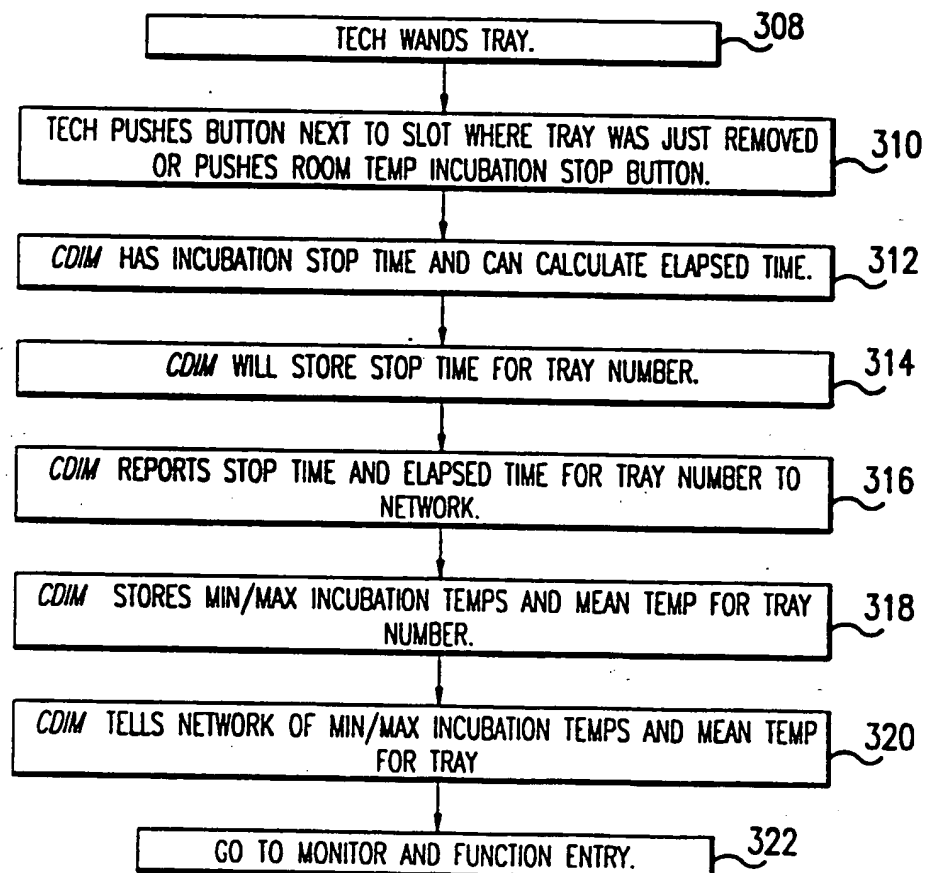 TECH WANDS TRAY.
308
TECH PUSHES BUTTON NEXT TO SLOT WHERE TRAY WAS JUST REMOVED
OR PUSHES ROOM TEMP INCUBATION STOP BUTTON.
310
CDIM HAS INCUBATION STOP TIME AND CAN CALCULATE ELAPSED TIME.
312
CDIM WILL STORE STOP TIME FOR TRAY NUMBER.
314
CDIM REPORTS STOP TIME AND ELAPSED TIME FOR TRAY NUMBER TO
NETWORK.
316
CDIM STORES MIN/MAX INCUBATION TEMPS AND MEAN TEMP FOR TRAY
NUMBER.
318
CDIM TELLS NETWORK OF MIN/MAX INCUBATION TEMPS AND MEAN TEMP
FOR TRAY
320
GO TO MONITOR AND FUNCTION ENTRY.
322